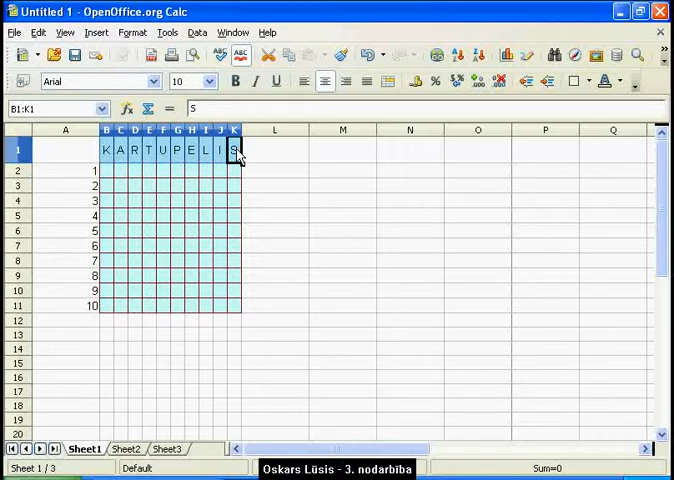 Untitled 1 - OpenOffice.org Calc
File Edit View Insert Format Tools Data Window Help
Arial 10
B1:K1 S
A B C D E F G H I J K L M N O P Q
1 K A R T U P E L I S
2 1
3 2
4 3
5 4
6 5
7 6
8 7
9 8
10 9
11 10
12
13
14
15
16
17
18
19
20
Sheet1 Sheet2 Sheet3
Sheet 1 / 3 Default Sum=0
Oskars Lūsis - 3. nodarbība